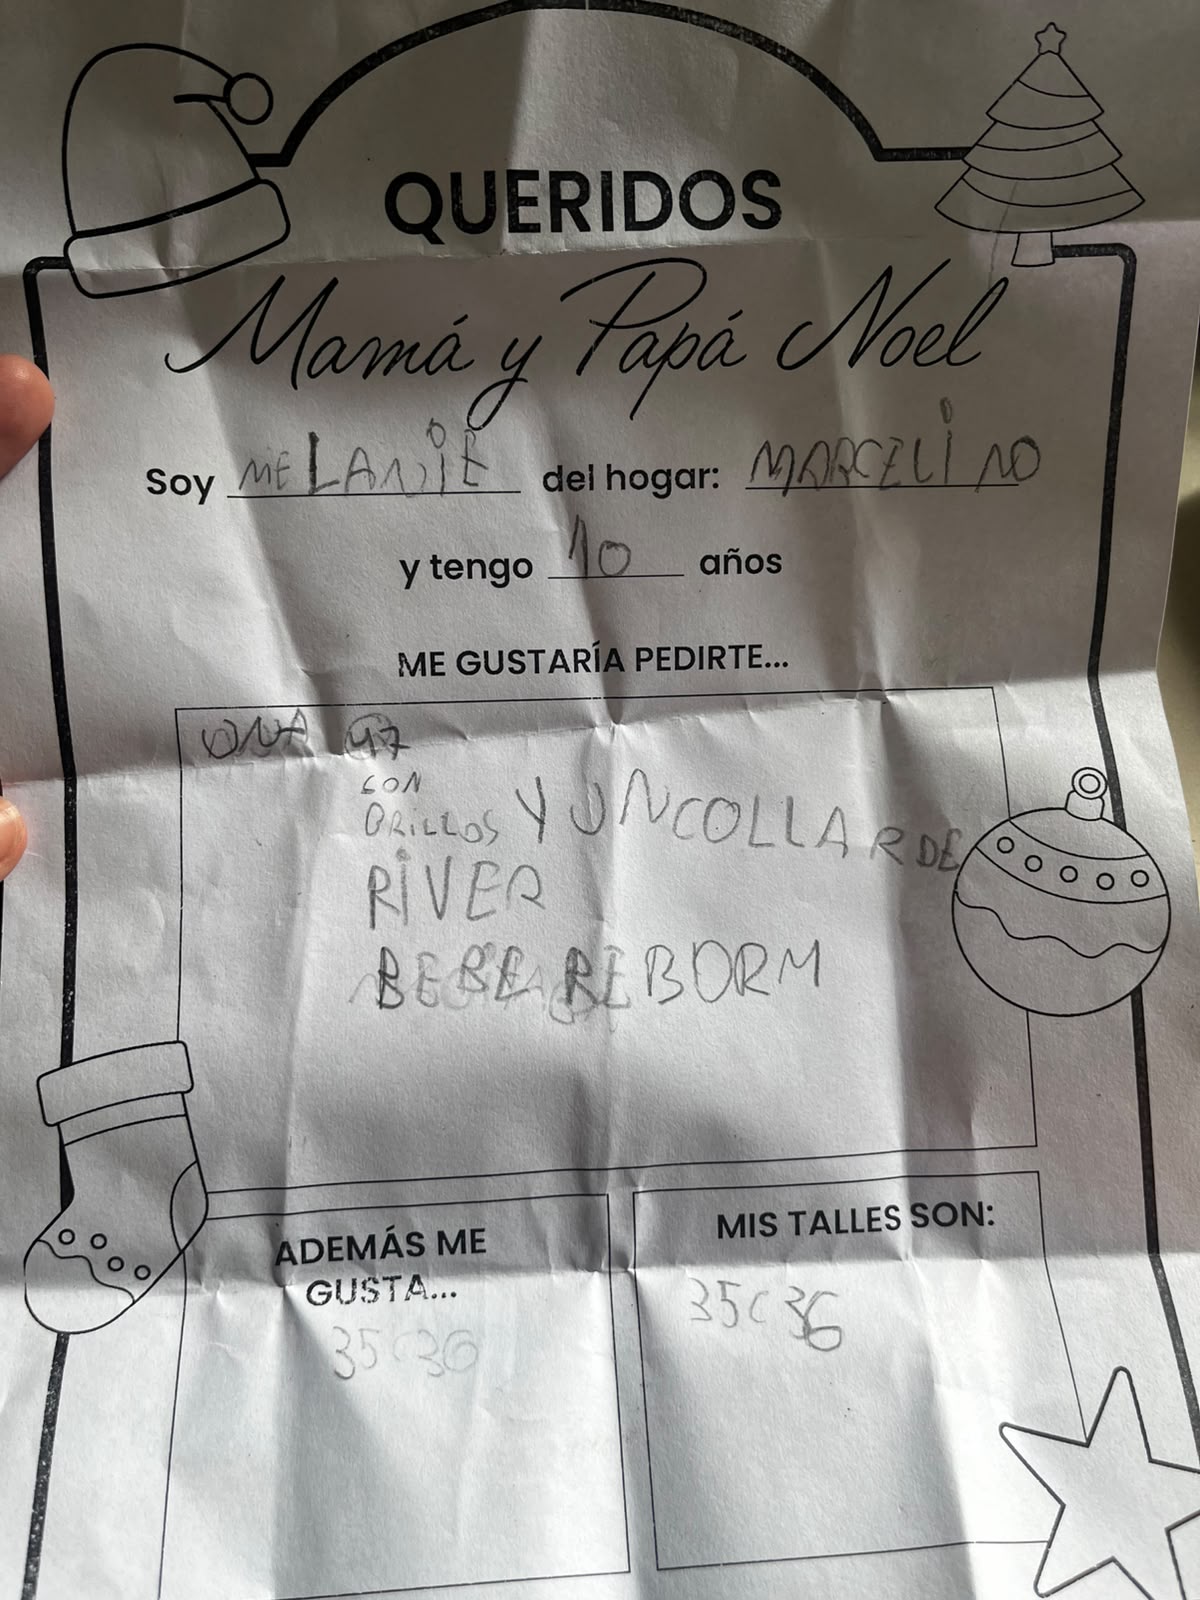 QUERIDOS
Mamá y Papá Noel
Soy MELANIE del hogar: MARCELINO
y tengo 10 años
ME GUSTARÍA PEDIRTE...
UNA 47
CON
BRILLOS Y UN COLLAR DE
RIVER
BEBE REBORM
ADEMÁS ME
GUSTA...
35 C 36
MIS TALLES SON:
35 C 36